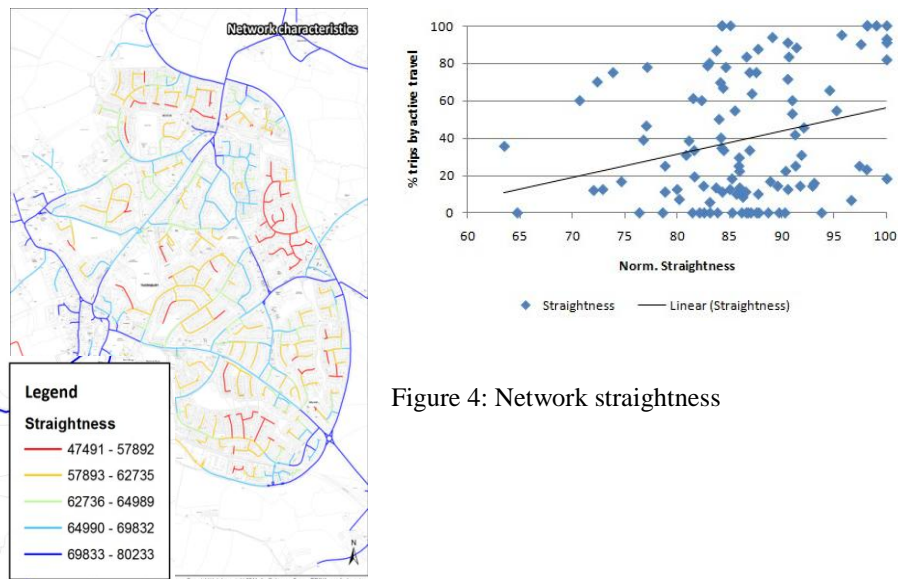 Network characteristics
Legend
Straightness
47491 - 57892
57893 - 62735
62736 - 64989
64990 - 69832
69833 - 80233
N
% trips by active travel
100
80
60
40
20
0
60 65 70 75 80 85 90 95 100
Norm. Straightness
Straightness Linear (Straightness)
Figure 4: Network straightness